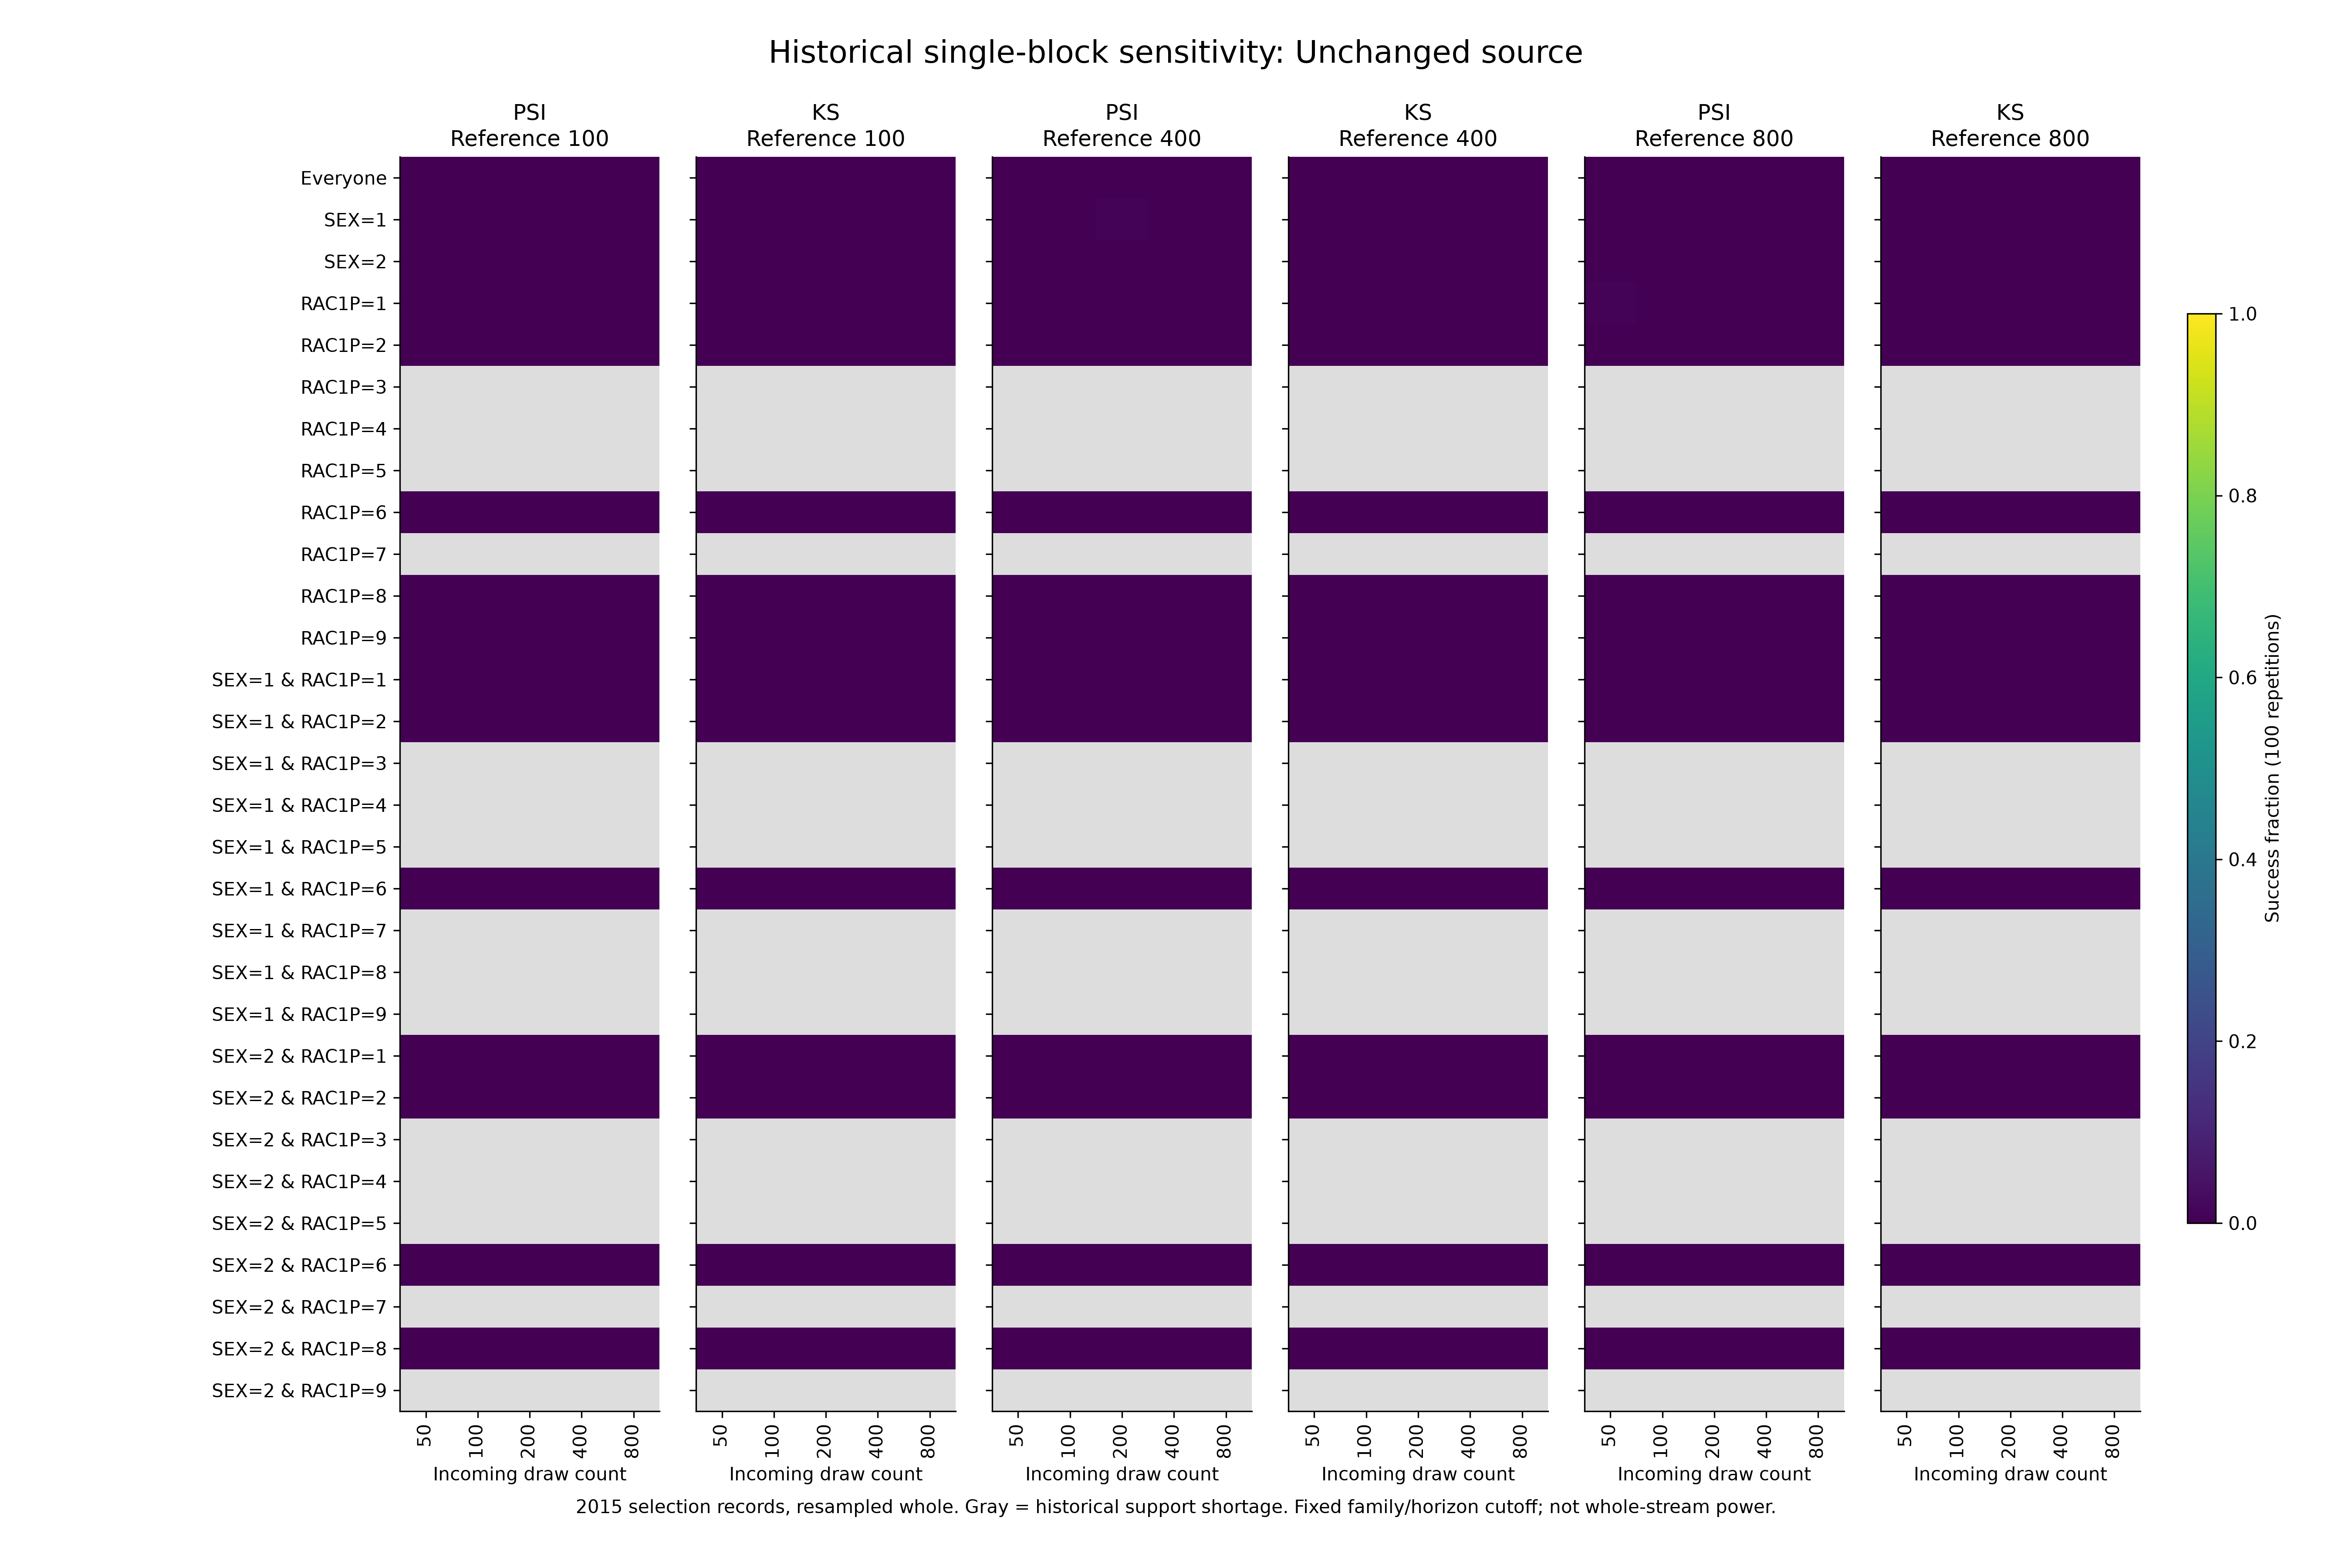 Historical single-block sensitivity: Unchanged source
PSI
Reference 100
KS
Reference 100
PSI
Reference 400
KS
Reference 400
PSI
Reference 800
KS
Reference 800
Everyone
SEX=1
SEX=2
RAC1P=1
RAC1P=2
RAC1P=3
RAC1P=4
RAC1P=5
RAC1P=6
RAC1P=7
RAC1P=8
RAC1P=9
SEX=1 & RAC1P=1
SEX=1 & RAC1P=2
SEX=1 & RAC1P=3
SEX=1 & RAC1P=4
SEX=1 & RAC1P=5
SEX=1 & RAC1P=6
SEX=1 & RAC1P=7
SEX=1 & RAC1P=8
SEX=1 & RAC1P=9
SEX=2 & RAC1P=1
SEX=2 & RAC1P=2
SEX=2 & RAC1P=3
SEX=2 & RAC1P=4
SEX=2 & RAC1P=5
SEX=2 & RAC1P=6
SEX=2 & RAC1P=7
SEX=2 & RAC1P=8
SEX=2 & RAC1P=9
50 100 200 400 800
50 100 200 400 800
50 100 200 400 800
50 100 200 400 800
50 100 200 400 800
50 100 200 400 800
Incoming draw count
Incoming draw count
Incoming draw count
Incoming draw count
Incoming draw count
Incoming draw count
1.0
0.8
0.6
0.4
0.2
0.0
Success fraction (100 repetitions)
2015 selection records, resampled whole. Gray = historical support shortage. Fixed family/horizon cutoff; not whole-stream power.